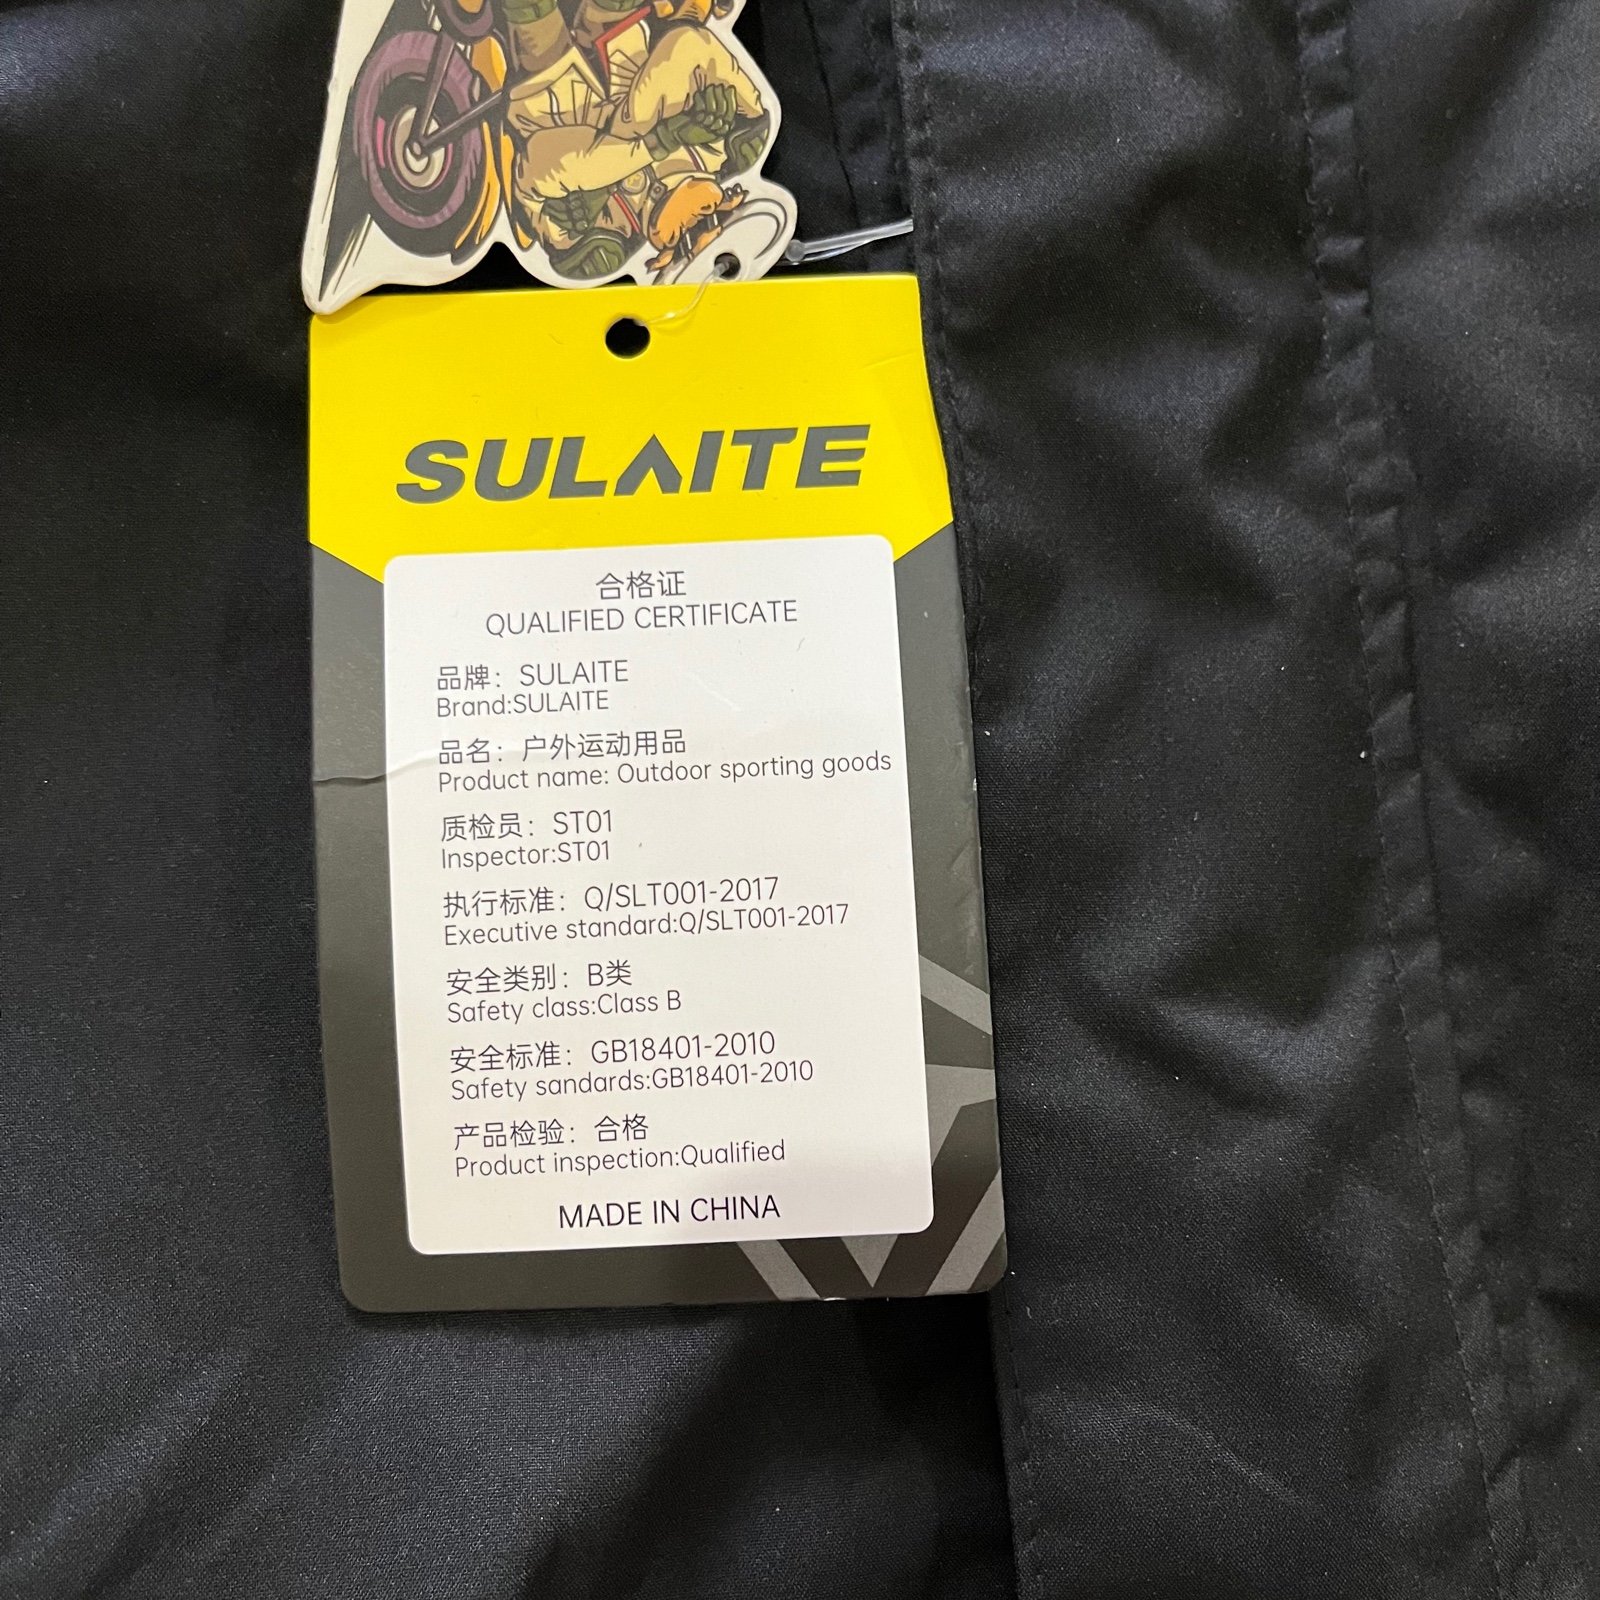 SULAITE
合格证
QUALIFIED CERTIFICATE
品牌：SULAITE
Brand:SULAITE
品名：户外运动用品
Product name: Outdoor sporting goods
质检员：ST01
Inspector:ST01
执行标准：Q/SLT001-2017
Executive standard:Q/SLT001-2017
安全类别：B类
Safety class:Class B
安全标准：GB18401-2010
Safety sandards:GB18401-2010
产品检验：合格
Product inspection:Qualified
MADE IN CHINA